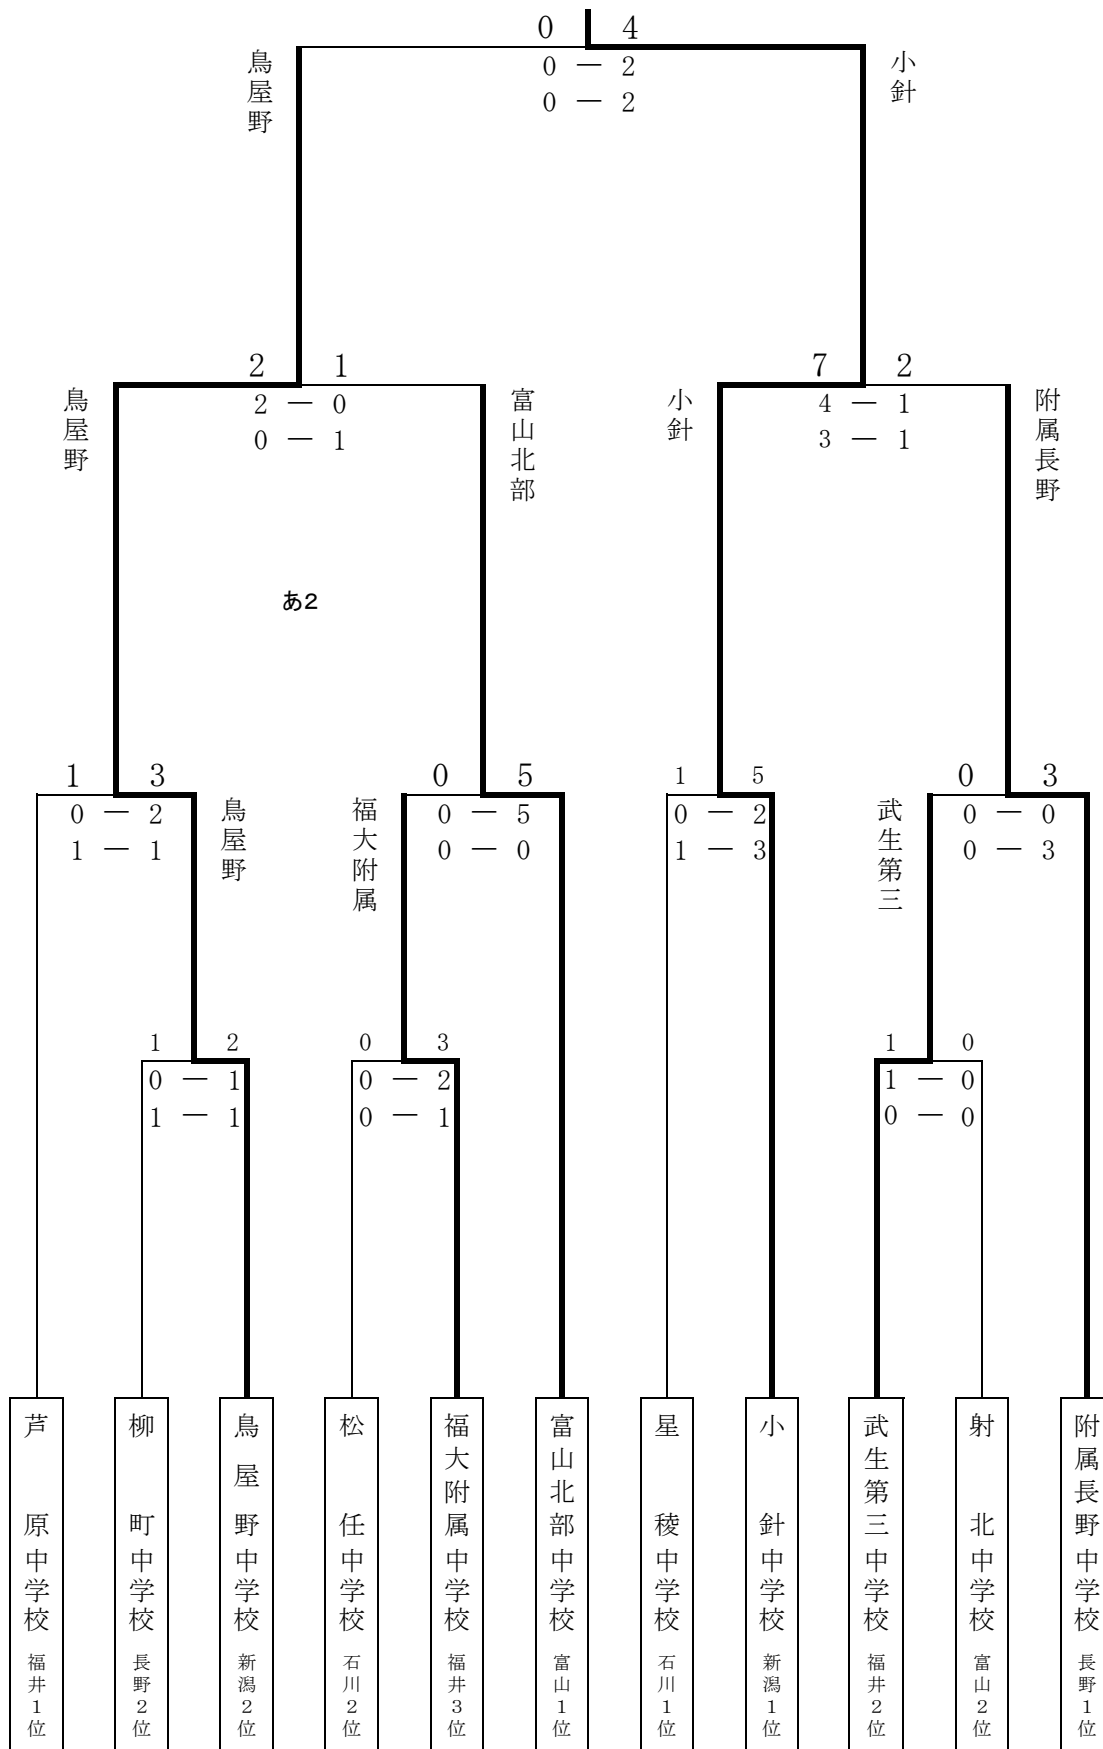 0 4
鳥屋野
0 － 2
0 － 2
小針
2 1
鳥屋野
2 － 0
0 － 1
富山北部
7 2
小針
4 － 1
3 － 1
附属長野
あ2
1 3
0 － 2
1 － 1
鳥屋野
0 5
福大附属
0 － 5
0 － 0
1 5
0 － 2
1 － 3
0 3
武生第三
0 － 0
0 － 3
1 2
0 － 1
1 － 1
0 3
0 － 2
0 － 1
1 0
1 － 0
0 － 0
芦原中学校 福井1位
柳町中学校 長野2位
鳥屋野中学校 新潟2位
松任中学校 石川2位
福大附属中学校 福井3位
富山北部中学校 富山1位
星稜中学校 石川1位
小針中学校 新潟1位
武生第三中学校 福井2位
射北中学校 富山2位
附属長野中学校 長野1位